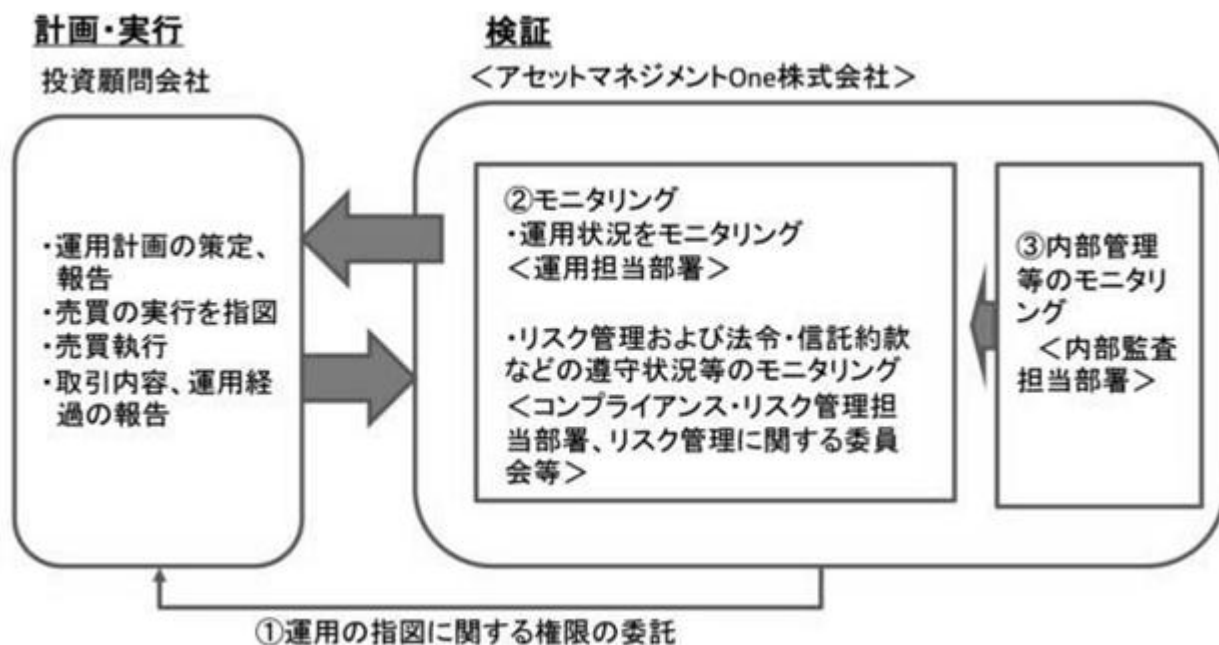 計画・実行
投資顧問会社
・運用計画の策定、
報告
・売買の実行を指図
・売買執行
・取引内容、運用経
過の報告
検証
＜アセットマネジメントOne株式会社＞
②モニタリング
・運用状況をモニタリング
＜運用担当部署＞
・リスク管理および法令・信託約款
などの遵守状況等のモニタリング
＜コンプライアンス・リスク管理担
当部署、リスク管理に関する委員
会等＞
③内部管理
等のモニタリ
ング
＜内部監査
担当部署＞
①運用の指図に関する権限の委託